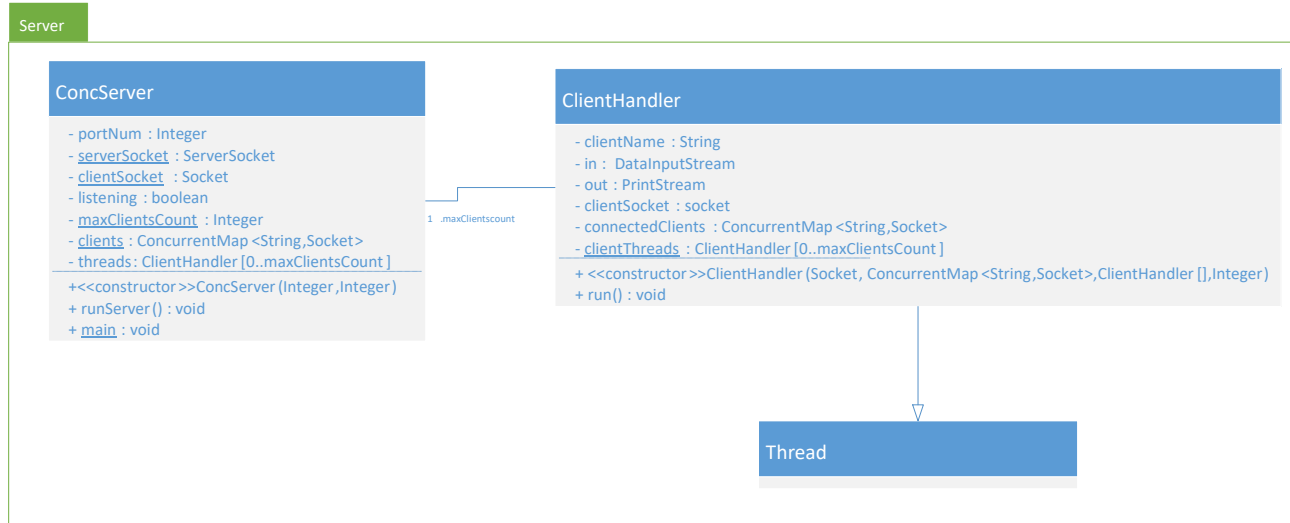 Server
ConcServer
- portNum : Integer
- serverSocket : ServerSocket
- clientSocket : Socket
- listening : boolean
- maxClientsCount : Integer
- clients : ConcurrentMap <String,Socket>
- threads: ClientHandler [0..maxClientsCount ]
+<<constructor>>ConcServer (Integer,Integer)
+ runServer() : void
+ main : void
1 .maxClientscount
ClientHandler
- clientName : String
- in : DataInputStream
- out : PrintStream
- clientSocket : socket
- connectedClients : ConcurrentMap <String,Socket>
- clientThreads : ClientHandler [0..maxClientsCount ]
+ <<constructor>>ClientHandler (Socket, ConcurrentMap <String,Socket>,ClientHandler [],Integer)
+ run() : void
Thread